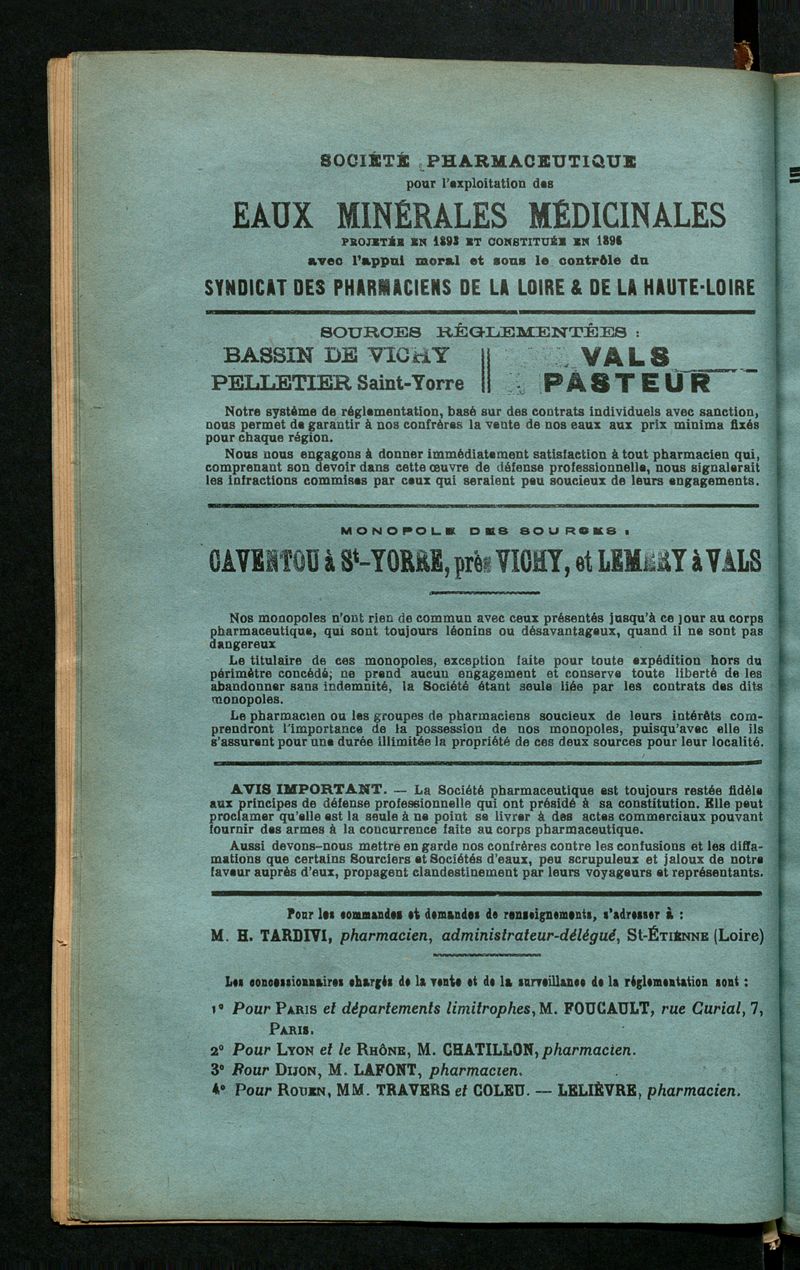 SOCIÉTÉ PHARMACEUTIQUE
pour l'exploitation des
EAUX MINÉRALES MÉDICINALES
PROJETÉE EN 1893 ET CONSTITUÉE EN 1896
avec l'appui moral et sous le contrôle du
SYNDICAT DES PHARMACIENS DE LA LOIRE & DE LA HAUTE-LOIRE
SOURCES RÉGLEMENTÉES :
BASSIN DE VICHY
PELLETIER Saint-Yorre
VALS
PASTEUR
Notre système de réglementation, basé sur des contrats individuels avec sanction,
nous permet de garantir à nos confrères la vente de nos eaux aux prix minima fixés
pour chaque région.
Nous nous engagons à donner immédiatement satisfaction à tout pharmacien qui,
comprenant son devoir dans cette œuvre de défense professionnelle, nous signalerait
les infractions commises par ceux qui seraient peu soucieux de leurs engagements.
MONOPOLE DES SOURCES :
CAVENTOU à St-YORRE, près VICHY, et LEMERY à VALS
Nos monopoles n'ont rien de commun avec ceux présentés jusqu'à ce jour au corps
pharmaceutique, qui sont toujours léonins ou désavantageux, quand il ne sont pas
dangereux
Le titulaire de ces monopoles, exception faite pour toute expédition hors du
périmètre concédé; ne prend aucun engagement et conserve toute liberté de les
abandonner sans indemnité, la Société étant seule liée par les contrats des dits
monopoles.
Le pharmacien ou les groupes de pharmaciens soucieux de leurs intérêts com-
prendront l'importance de la possession de nos monopoles, puisqu'avec elle ils
s'assurent pour une durée illimitée la propriété de ces deux sources pour leur localité.
AVIS IMPORTANT. — La Société pharmaceutique est toujours restée fidèle
aux principes de défense professionnelle qui ont présidé à sa constitution. Elle peut
proclamer qu'elle est la seule à ne point se livrer à des actes commerciaux pouvant
fournir des armes à la concurrence faite au corps pharmaceutique.
Aussi devons-nous mettre en garde nos confrères contre les confusions et les diffa-
mations que certains Sourciers et Sociétés d'eaux, peu scrupuleux et jaloux de notre
faveur auprès d'eux, propagent clandestinement par leurs voyageurs et représentants.
Pour les commandes et demandes de renseignements, s'adresser à :
M. H. TARDIVI, pharmacien, administrateur-délégué, St-Étienne (Loire)
Les concessionnaires chargés de la vente et de la surveillance de la réglementation sont :
1° Pour Paris et départements limitrophes, M. FOUCAULT, rue Curial, 7,
Paris.
2° Pour Lyon et le Rhône, M. CHATILLON, pharmacien.
3° Rour Dijon, M. LAFONT, pharmacien.
4° Pour Rouen, MM. TRAVERS et COLEU. — LELIÈVRE, pharmacien.